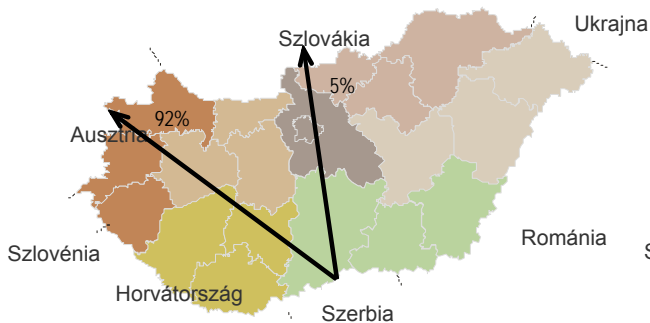 Ukrajna
Szlovákia
5%
92%
Ausztria
Szlovénia
Románia
S
Horvátország
Szerbia